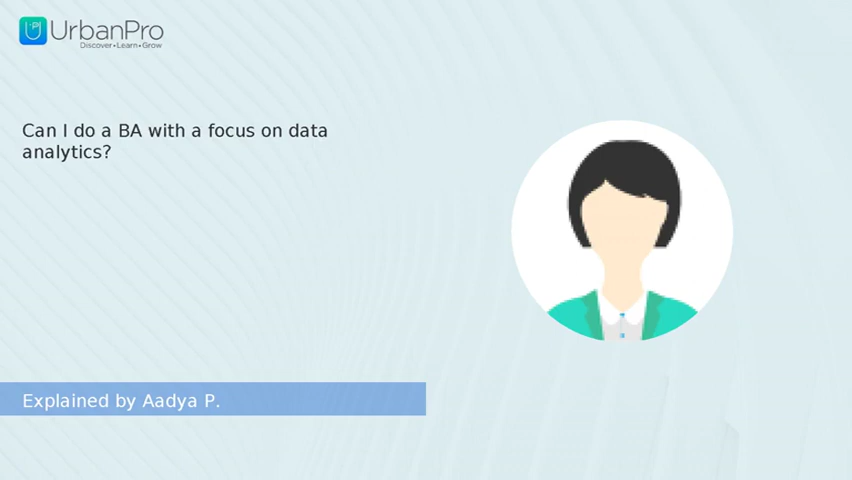 UrbanPro
Discover•Learn•Grow
Can I do a BA with a focus on data
analytics?
Explained by Aadya P.